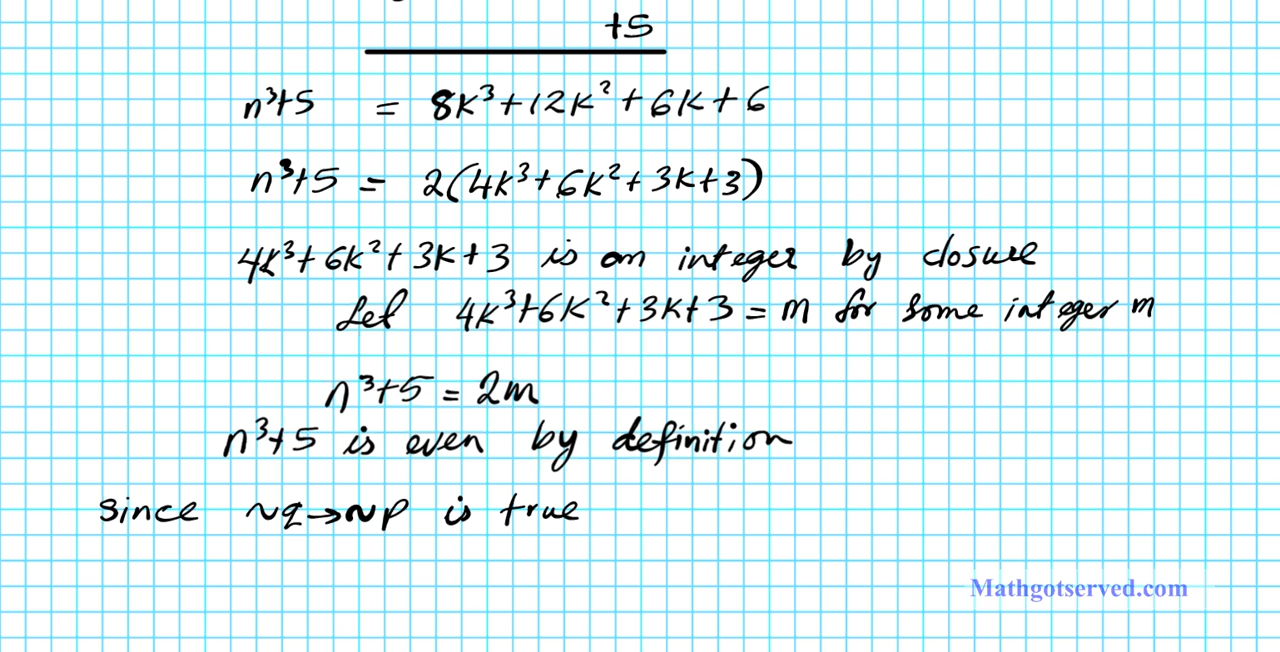 +5
n³+5 = 8k³+12k²+6k+6
n³+5 = 2(4k³+6k²+3k+3)
4k³+6k²+3k+3 is an integer by closure
Let 4k³+6k²+3k+3=m for some integer m
n³+5=2m
n³+5 is even by definition
since ~q→~p is true
Mathgotserved.com